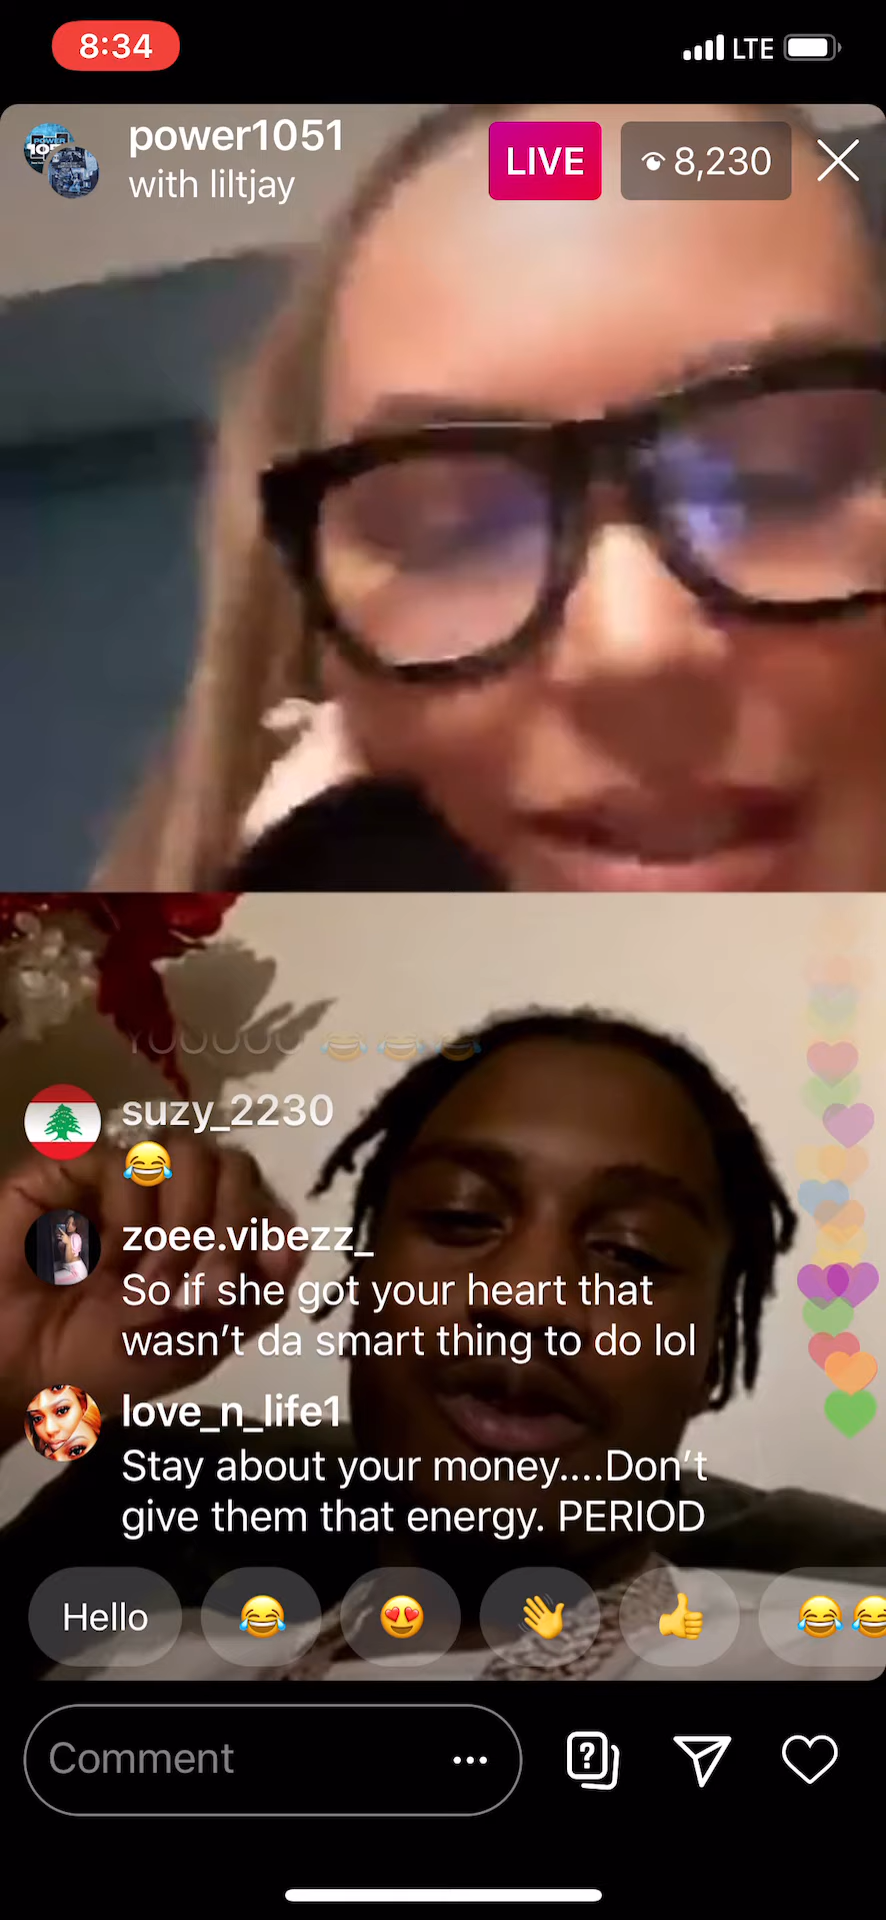 8:34
LTE
power1051
with liltjay
LIVE
8,230
YUUUUU 😂😂😂
suzy_2230
😂
zoee.vibezz_
So if she got your heart that
wasn't da smart thing to do lol
love_n_life1
Stay about your money....Don't
give them that energy. PERIOD
Hello
Comment